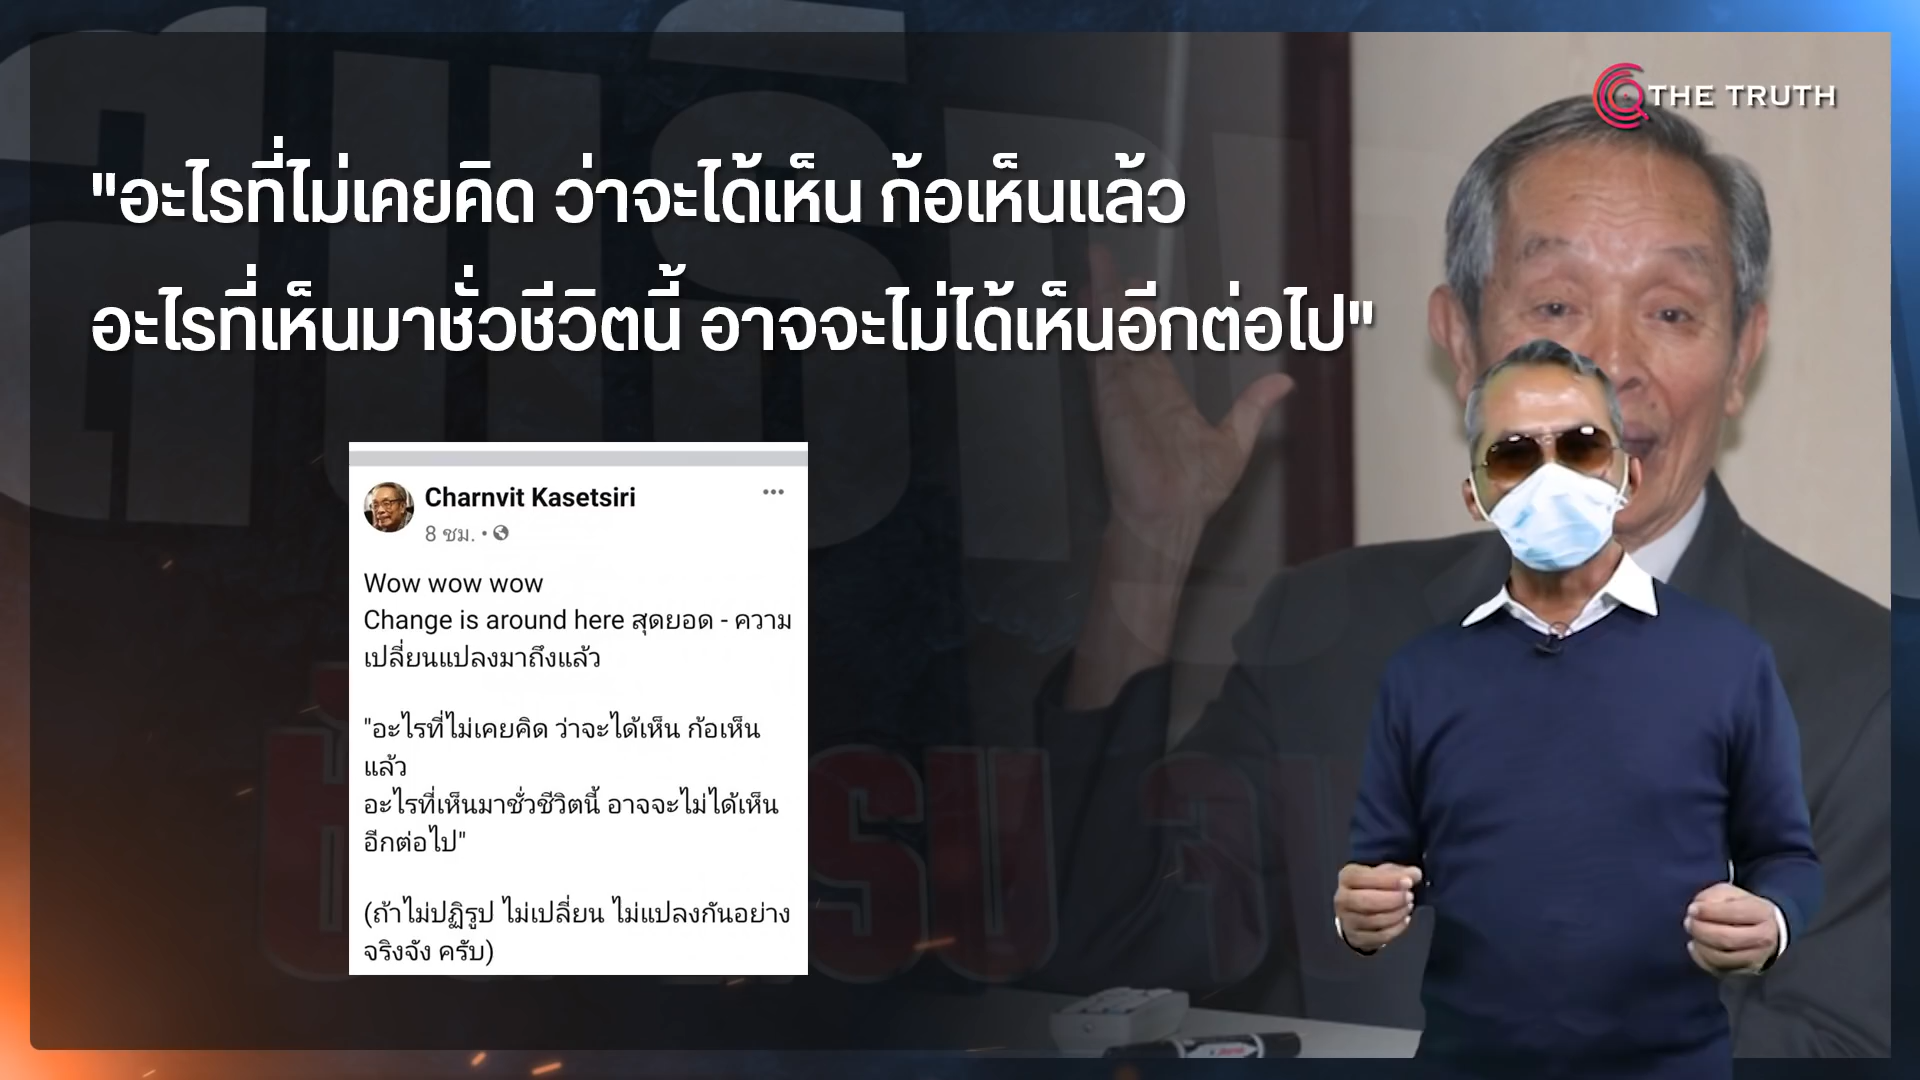 THE TRUTH
"อะไรที่ไม่เคยคิด ว่าจะได้เห็น ก้อเห็นแล้ว
อะไรที่เห็นมาชั่วชีวิตนี้ อาจจะไม่ได้เห็นอีกต่อไป"
Charnvit Kasetsiri
8 ชม.
Wow wow wow
Change is around here สุดยอด - ความ
เปลี่ยนแปลงมาถึงแล้ว
"อะไรที่ไม่เคยคิด ว่าจะได้เห็น ก้อเห็น
แล้ว
อะไรที่เห็นมาชั่วชีวิตนี้ อาจจะไม่ได้เห็น
อีกต่อไป"
(ถ้าไม่ปฏิรูป ไม่เปลี่ยน ไม่แปลงกันอย่าง
จริงจัง ครับ)